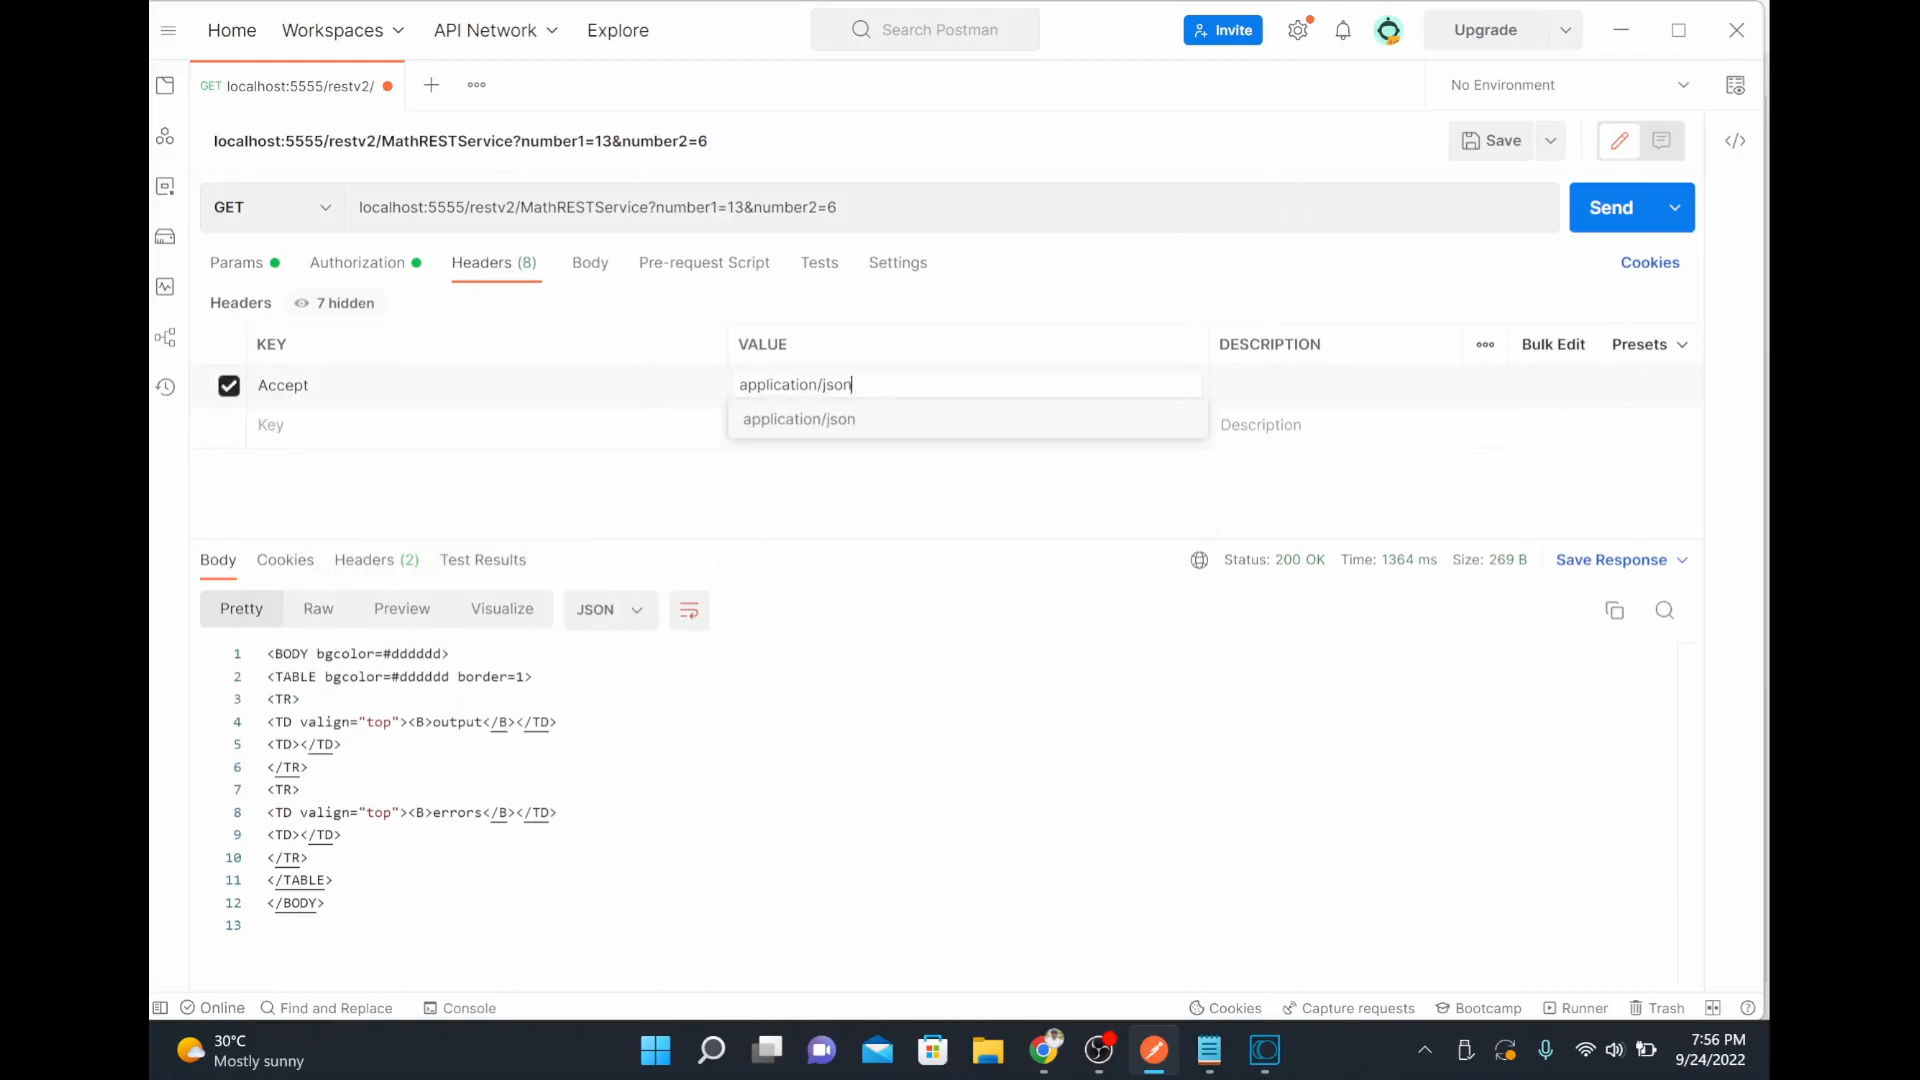 Home Workspaces API Network Explore Search Postman Invite Upgrade
GET localhost:5555/restv2/ No Environment
localhost:5555/restv2/MathRESTService?number1=13&number2=6 Save
GET localhost:5555/restv2/MathRESTService?number1=13&number2=6 Send
Params Authorization Headers (8) Body Pre-request Script Tests Settings Cookies
Headers 7 hidden
KEY VALUE DESCRIPTION Bulk Edit Presets
Accept application/json
Key application/json Description
Body Cookies Headers (2) Test Results Status: 200 OK Time: 1364 ms Size: 269 B Save Response
Pretty Raw Preview Visualize JSON
1 <BODY bgcolor=#dddddd>
2 <TABLE bgcolor=#dddddd border=1>
3 <TR>
4 <TD valign="top"><B>output</B></TD>
5 <TD></TD>
6 </TR>
7 <TR>
8 <TD valign="top"><B>errors</B></TD>
9 <TD></TD>
10 </TR>
11 </TABLE>
12 </BODY>
13
Online Find and Replace Console Cookies Capture requests Bootcamp Runner Trash
30°C
Mostly sunny
7:56 PM
9/24/2022